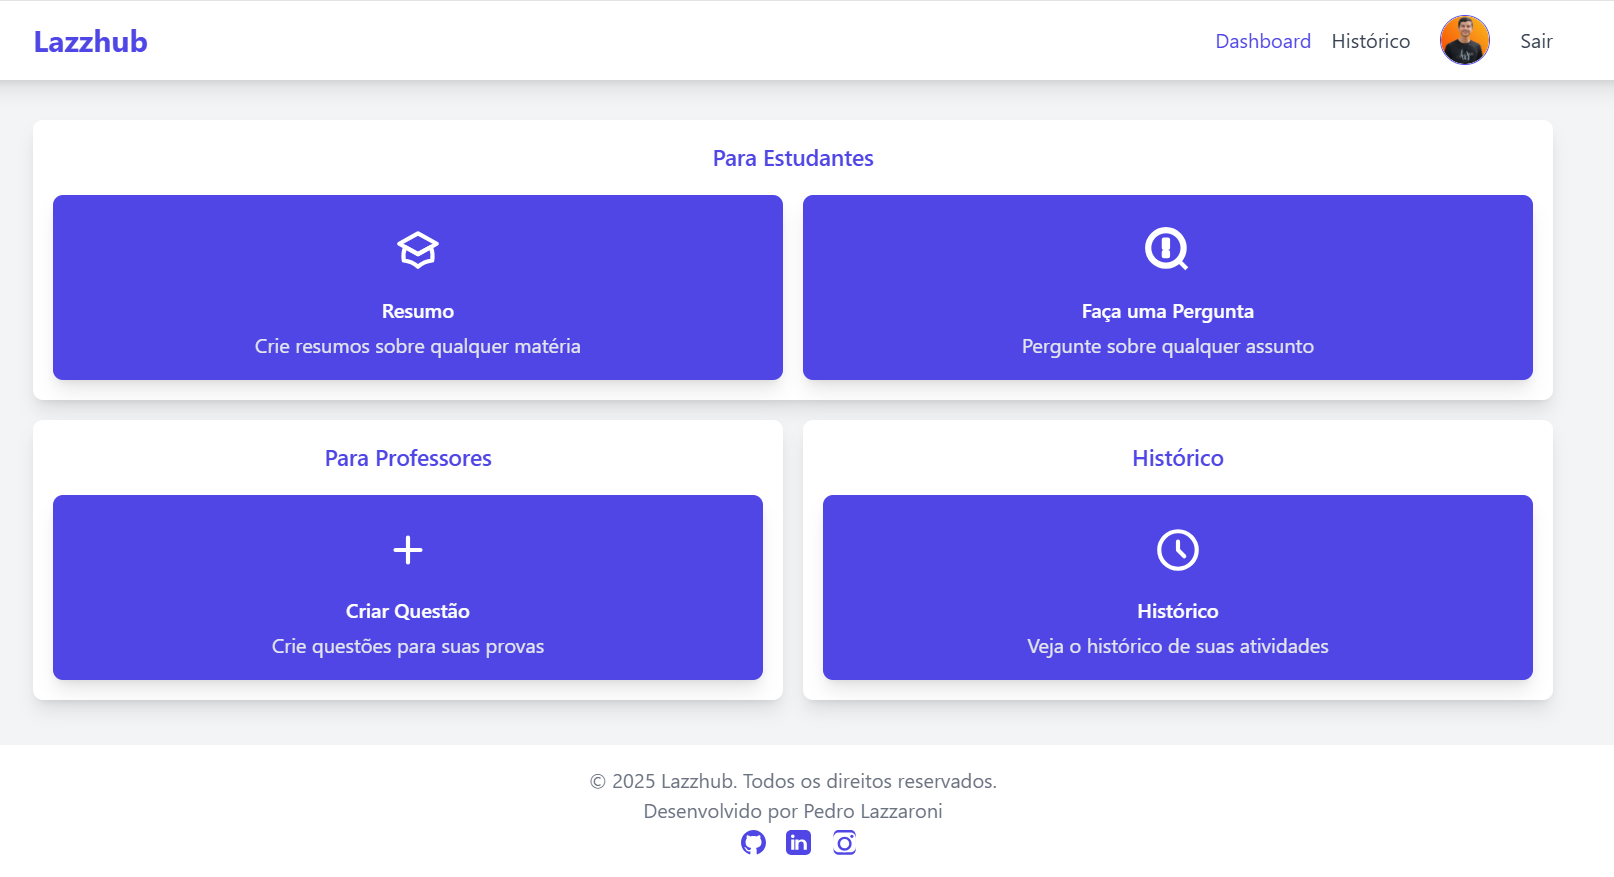 Lazzhub
Dashboard
Histórico
Sair
Para Estudantes
Resumo
Crie resumos sobre qualquer matéria
Faça uma Pergunta
Pergunte sobre qualquer assunto
Para Professores
Criar Questão
Crie questões para suas provas
Histórico
Histórico
Veja o histórico de suas atividades
© 2025 Lazzhub. Todos os direitos reservados.
Desenvolvido por Pedro Lazzaroni
in